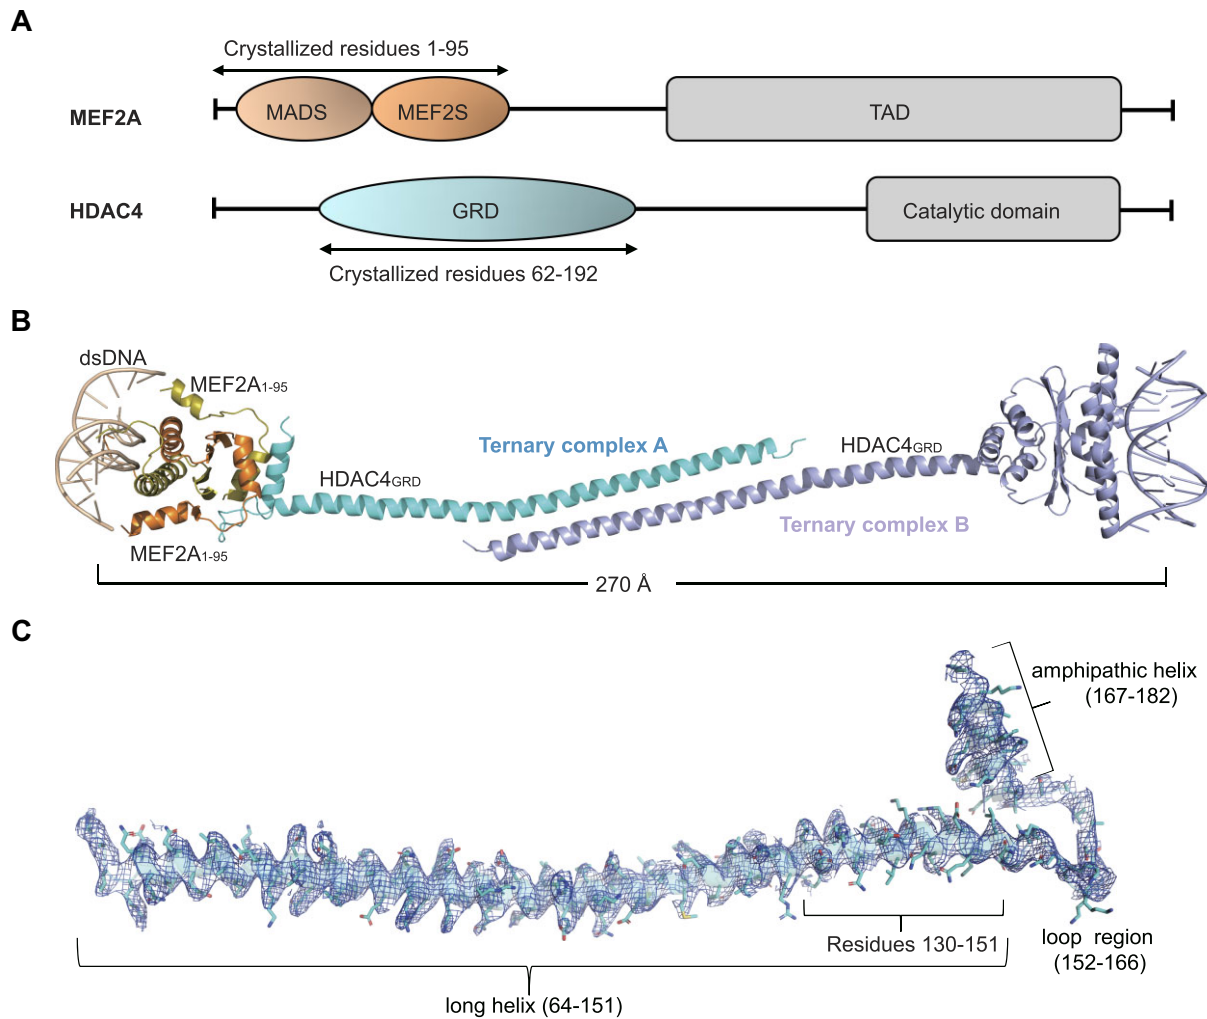 A
Crystallized residues 1-95
MEF2A
MADS
MEF2S
TAD
HDAC4
GRD
Catalytic domain
Crystallized residues 62-192
B
dsDNA
MEF2A1-95
Ternary complex A
HDAC4GRD
HDAC4GRD
Ternary complex B
MEF2A1-95
270 Å
C
amphipathic helix
(167-182)
Residues 130-151
loop region
(152-166)
long helix (64-151)